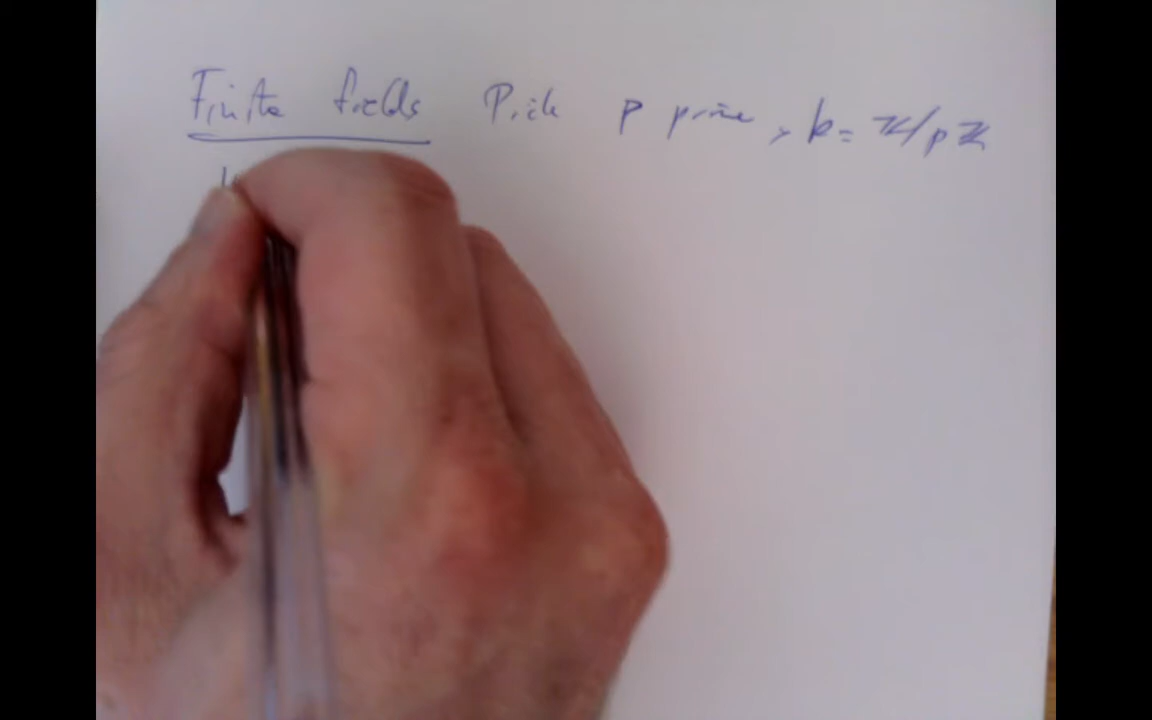 Finite fields Pick p prime, k = ℤ/pℤ